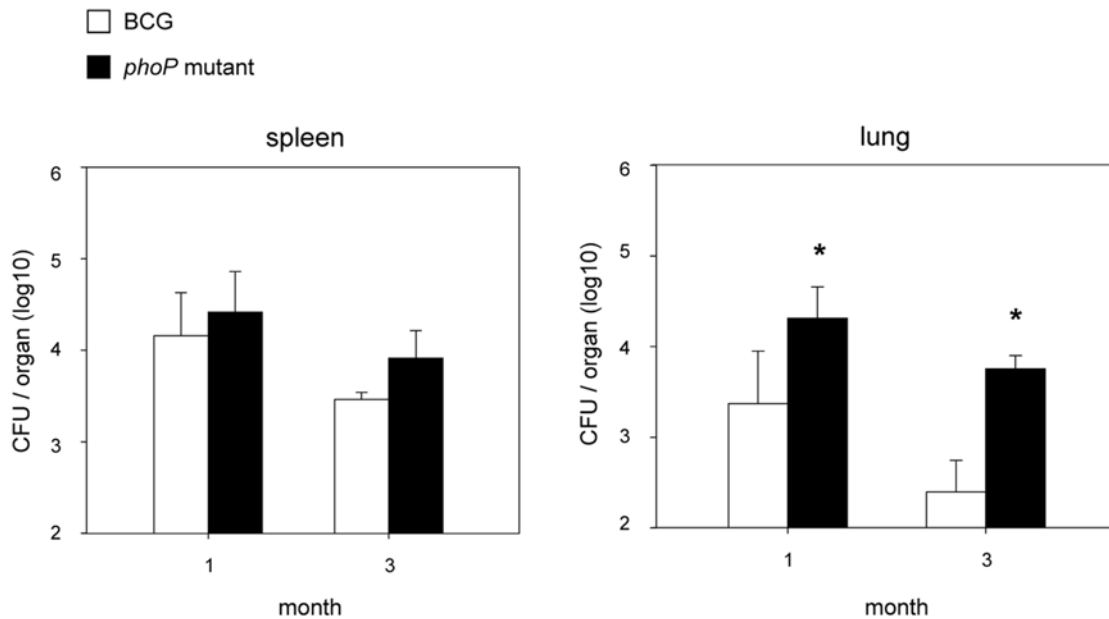 BCG
phoP mutant
spleen
CFU / organ (log10)
6
5
4
3
2
1 3
month
lung
CFU / organ (log10)
6
5
4
3
2
*
*
1 3
month